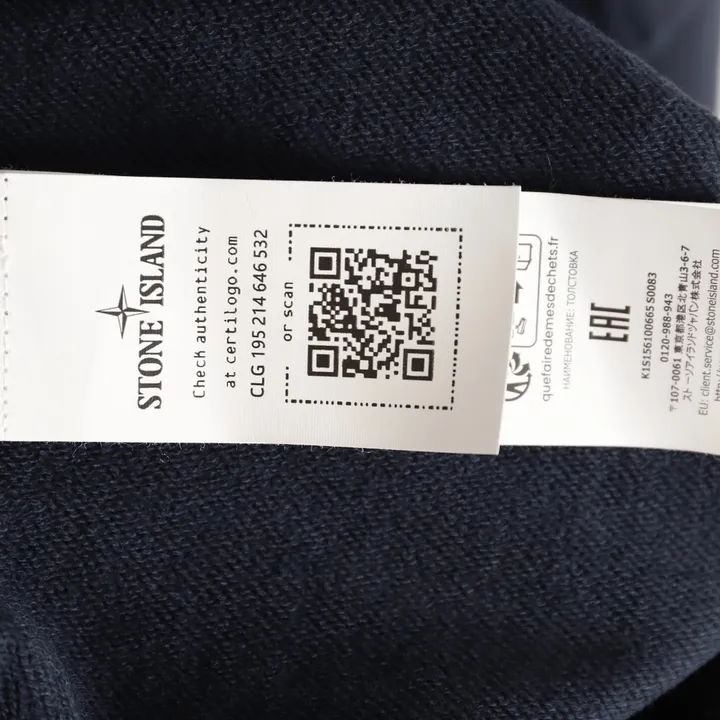 STONE ISLAND
Check authenticity
at certilogo.com
CLG 195 214 646 532
or scan
quefairedemesdechets.fr
НАИМЕНОВАНИЕ: ТОЛСТОВКА
EAC
K1S156100665 S0083
0120-988-943
〒107-0061 東京都港区北青山3-6-7
ストーンアイランドジャパン株式会社
EU: client.service@stoneisland.com